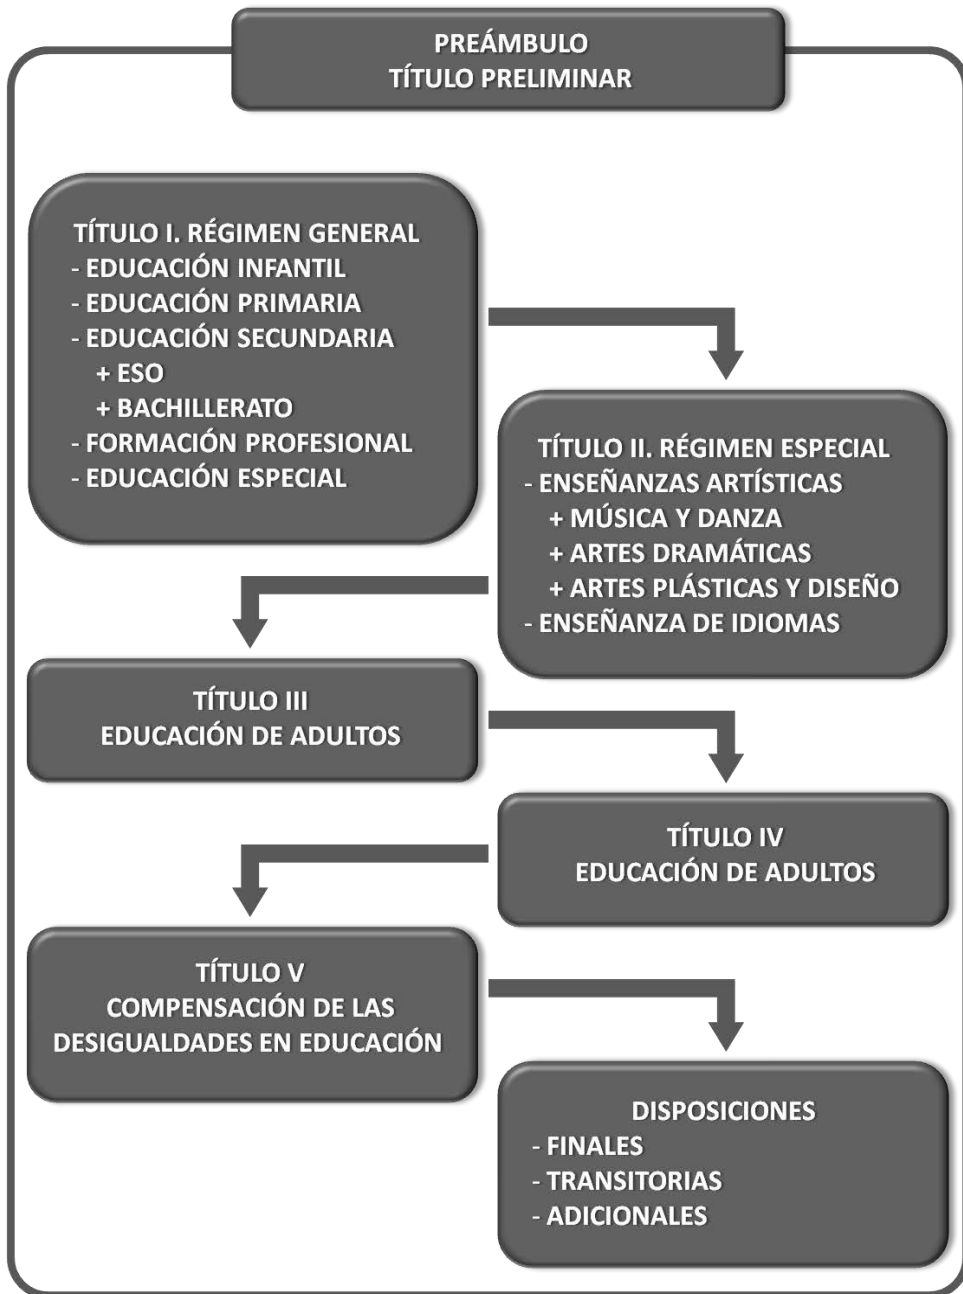 PREÁMBULO
TÍTULO PRELIMINAR
TÍTULO I. RÉGIMEN GENERAL
- EDUCACIÓN INFANTIL
- EDUCACIÓN PRIMARIA
- EDUCACIÓN SECUNDARIA
+ ESO
+ BACHILLERATO
- FORMACIÓN PROFESIONAL
- EDUCACIÓN ESPECIAL
TÍTULO II. RÉGIMEN ESPECIAL
- ENSEÑANZAS ARTÍSTICAS
+ MÚSICA Y DANZA
+ ARTES DRAMÁTICAS
+ ARTES PLÁSTICAS Y DISEÑO
- ENSEÑANZA DE IDIOMAS
TÍTULO III
EDUCACIÓN DE ADULTOS
TÍTULO IV
EDUCACIÓN DE ADULTOS
TÍTULO V
COMPENSACIÓN DE LAS
DESIGUALDADES EN EDUCACIÓN
DISPOSICIONES
- FINALES
- TRANSITORIAS
- ADICIONALES